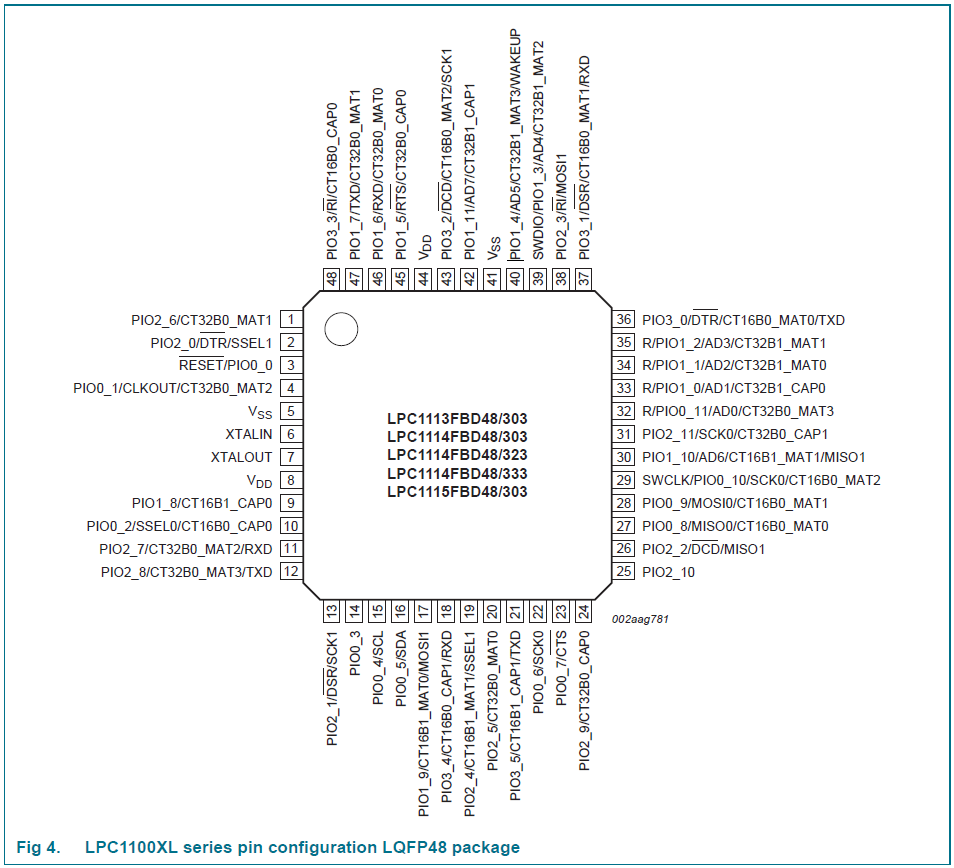 PIO3_3/RI/CT16B0_CAP0
PIO1_7/TXD/CT32B0_MAT1
PIO1_6/RXD/CT32B0_MAT0
PIO1_5/RTS/CT32B0_CAP0
VDD
PIO3_2/DCD/CT16B0_MAT2/SCK1
PIO1_11/AD7/CT32B1_CAP1
VSS
PIO1_4/AD5/CT32B1_MAT3/WAKEUP
SWDIO/PIO1_3/AD4/CT32B1_MAT2
PIO2_3/RI/MOSI1
PIO3_1/DSR/CT16B0_MAT1/RXD
48 47 46 45 44 43 42 41 40 39 38 37
PIO2_6/CT32B0_MAT1 1
PIO2_0/DTR/SSEL1 2
RESET/PIO0_0 3
PIO0_1/CLKOUT/CT32B0_MAT2 4
VSS 5
XTALIN 6
XTALOUT 7
VDD 8
PIO1_8/CT16B1_CAP0 9
PIO0_2/SSEL0/CT16B0_CAP0 10
PIO2_7/CT32B0_MAT2/RXD 11
PIO2_8/CT32B0_MAT3/TXD 12
LPC1113FBD48/303
LPC1114FBD48/303
LPC1114FBD48/323
LPC1114FBD48/333
LPC1115FBD48/303
36 PIO3_0/DTR/CT16B0_MAT0/TXD
35 R/PIO1_2/AD3/CT32B1_MAT1
34 R/PIO1_1/AD2/CT32B1_MAT0
33 R/PIO1_0/AD1/CT32B1_CAP0
32 R/PIO0_11/AD0/CT32B0_MAT3
31 PIO2_11/SCK0/CT32B0_CAP1
30 PIO1_10/AD6/CT16B1_MAT1/MISO1
29 SWCLK/PIO0_10/SCK0/CT16B0_MAT2
28 PIO0_9/MOSI0/CT16B0_MAT1
27 PIO0_8/MISO0/CT16B0_MAT0
26 PIO2_2/DCD/MISO1
25 PIO2_10
13 14 15 16 17 18 19 20 21 22 23 24
PIO2_1/DSR/SCK1
PIO0_3
PIO0_4/SCL
PIO0_5/SDA
PIO1_9/CT16B1_MAT0/MOSI1
PIO3_4/CT16B0_CAP1/RXD
PIO2_4/CT16B1_MAT1/SSEL1
PIO2_5/CT32B0_MAT0
PIO3_5/CT16B1_CAP1/TXD
PIO0_6/SCK0
PIO0_7/CTS
PIO2_9/CT32B0_CAP0
002aag781
Fig 4. LPC1100XL series pin configuration LQFP48 package